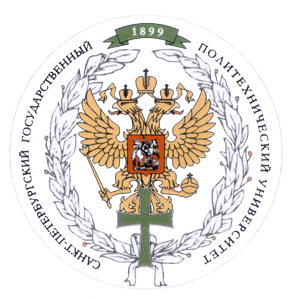 1899
САНКТ-ПЕТЕРБУРГСКИЙ ГОСУДАРСТВЕННЫЙ
ПОЛИТЕХНИЧЕСКИЙ УНИВЕРСИТЕТ